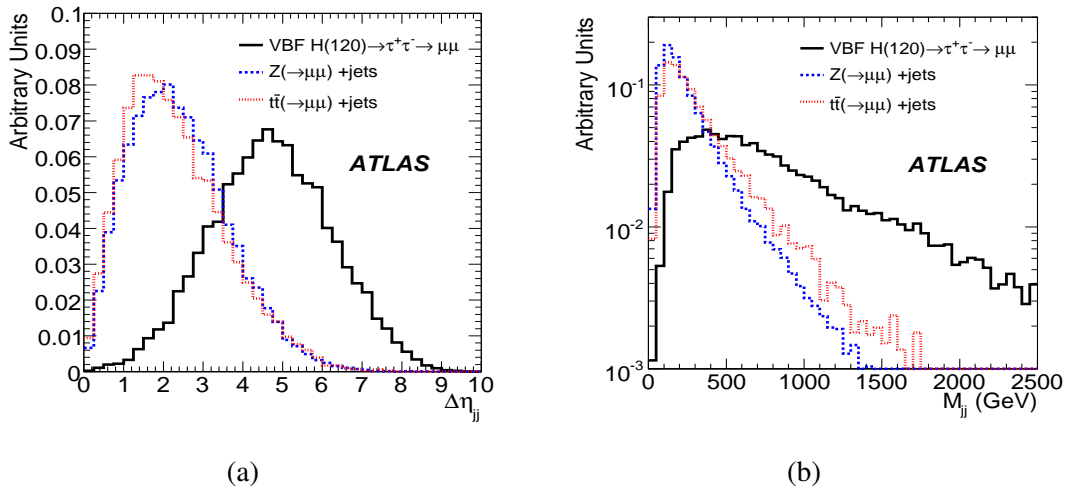 Arbitrary Units
0.1
0.09
0.08
0.07
0.06
0.05
0.04
0.03
0.02
0.01
0
VBF H(120)→τ⁺τ⁻→ μμ
Z(→μμ) +jets
tt̄(→μμ) +jets
ATLAS
0 1 2 3 4 5 6 7 8 9 10
Δη_jj
(a)
Arbitrary Units
10⁻¹
10⁻²
10⁻³
VBF H(120)→τ⁺τ⁻→ μμ
Z(→μμ) +jets
tt̄(→μμ) +jets
ATLAS
0 500 1000 1500 2000 2500
M_jj (GeV)
(b)